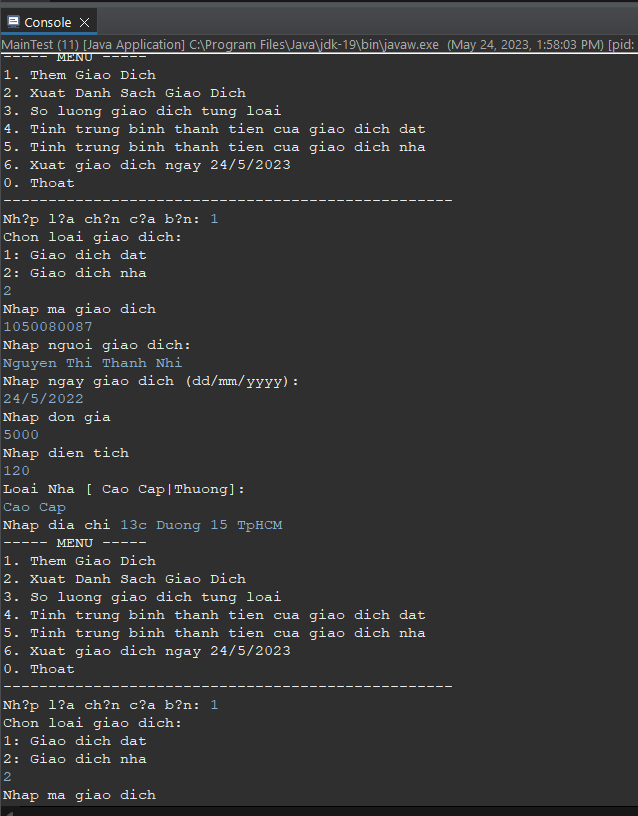 Console
MainTest (11) [Java Application] C:\Program Files\Java\jdk-19\bin\javaw.exe (May 24, 2023, 1:58:03 PM) [pid:
----- MENU -----
1. Them Giao Dich
2. Xuat Danh Sach Giao Dich
3. So luong giao dich tung loai
4. Tinh trung binh thanh tien cua giao dich dat
5. Tinh trung binh thanh tien cua giao dich nha
6. Xuat giao dich ngay 24/5/2023
0. Thoat
--------------------------------------------------
Nh?p l?a ch?n c?a b?n: 1
Chon loai giao dich:
1: Giao dich dat
2: Giao dich nha
2
Nhap ma giao dich
1050080087
Nhap nguoi giao dich:
Nguyen Thi Thanh Nhi
Nhap ngay giao dich (dd/mm/yyyy):
24/5/2022
Nhap don gia
5000
Nhap dien tich
120
Loai Nha [ Cao Cap|Thuong]:
Cao Cap
Nhap dia chi 13c Duong 15 TpHCM
----- MENU -----
1. Them Giao Dich
2. Xuat Danh Sach Giao Dich
3. So luong giao dich tung loai
4. Tinh trung binh thanh tien cua giao dich dat
5. Tinh trung binh thanh tien cua giao dich nha
6. Xuat giao dich ngay 24/5/2023
0. Thoat
--------------------------------------------------
Nh?p l?a ch?n c?a b?n: 1
Chon loai giao dich:
1: Giao dich dat
2: Giao dich nha
2
Nhap ma giao dich